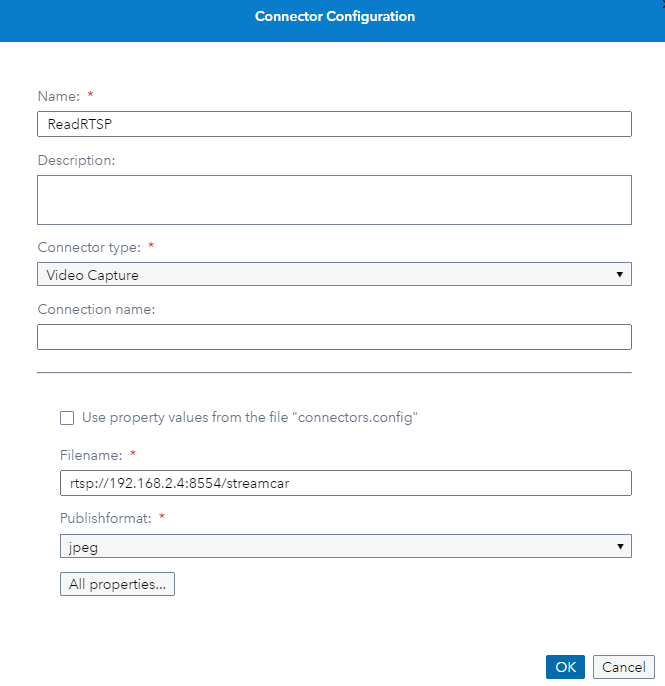 Connector Configuration
Name: *
ReadRTSP
Description:
Connector type: *
Video Capture
Connection name:
Use property values from the file "connectors.config"
Filename: *
rtsp://192.168.2.4:8554/streamcar
Publishformat: *
jpeg
All properties...
OK Cancel